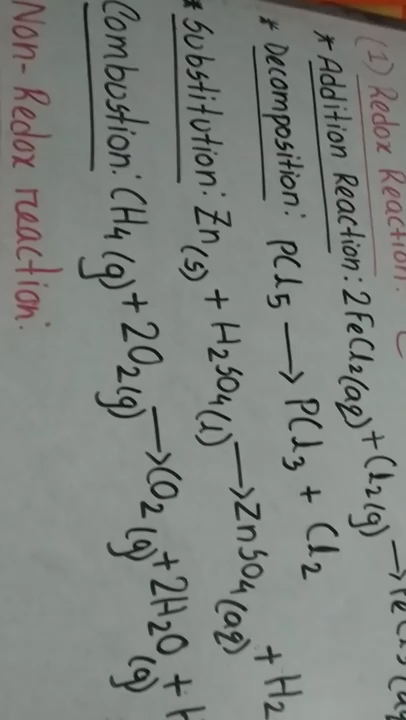 (1) Redox Reaction:
* Addition Reaction: 2FeCl2(aq) + Cl2(g) →
* Decomposition: PCl5 → PCl3 + Cl2
* Substitution: Zn(s) + H2SO4(l) → ZnSO4(aq) + H2
Combustion: CH4(g) + 2O2(g) → CO2(g) + 2H2O(g) +
Non-Redox reaction: